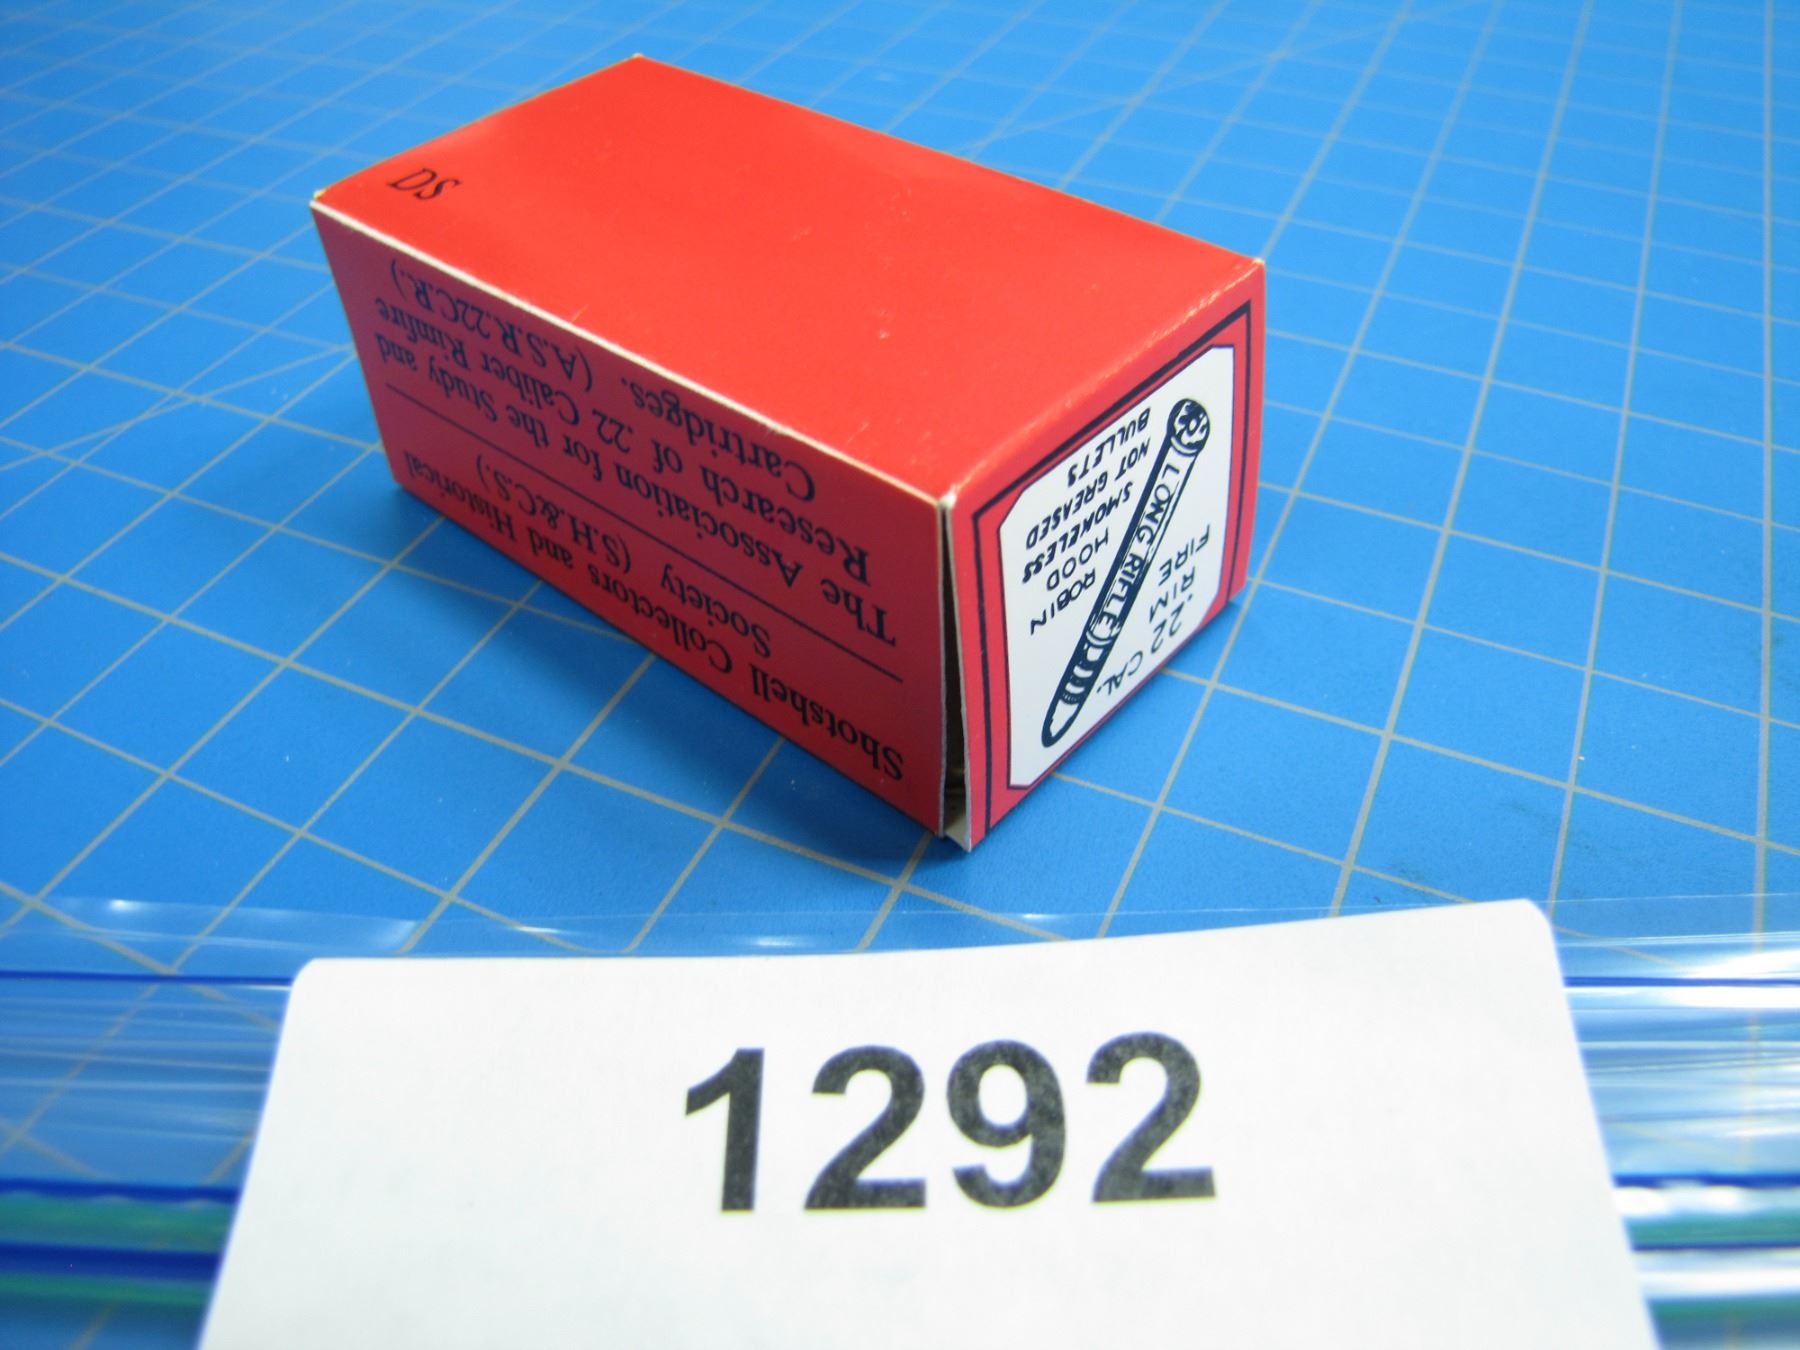 DS
Shotshell Collectors and Historical
Society (S.H.&C.S.)
The Association for the Study and
Research of .22 Caliber Rimfire
Cartridges. (A.S.R.22C.R.)
.22 CAL.
RIM
FIRE
LONG RIFLE
ROBIN
HOOD
SMOKELESS
NOT GREASED
BULLETS
1292